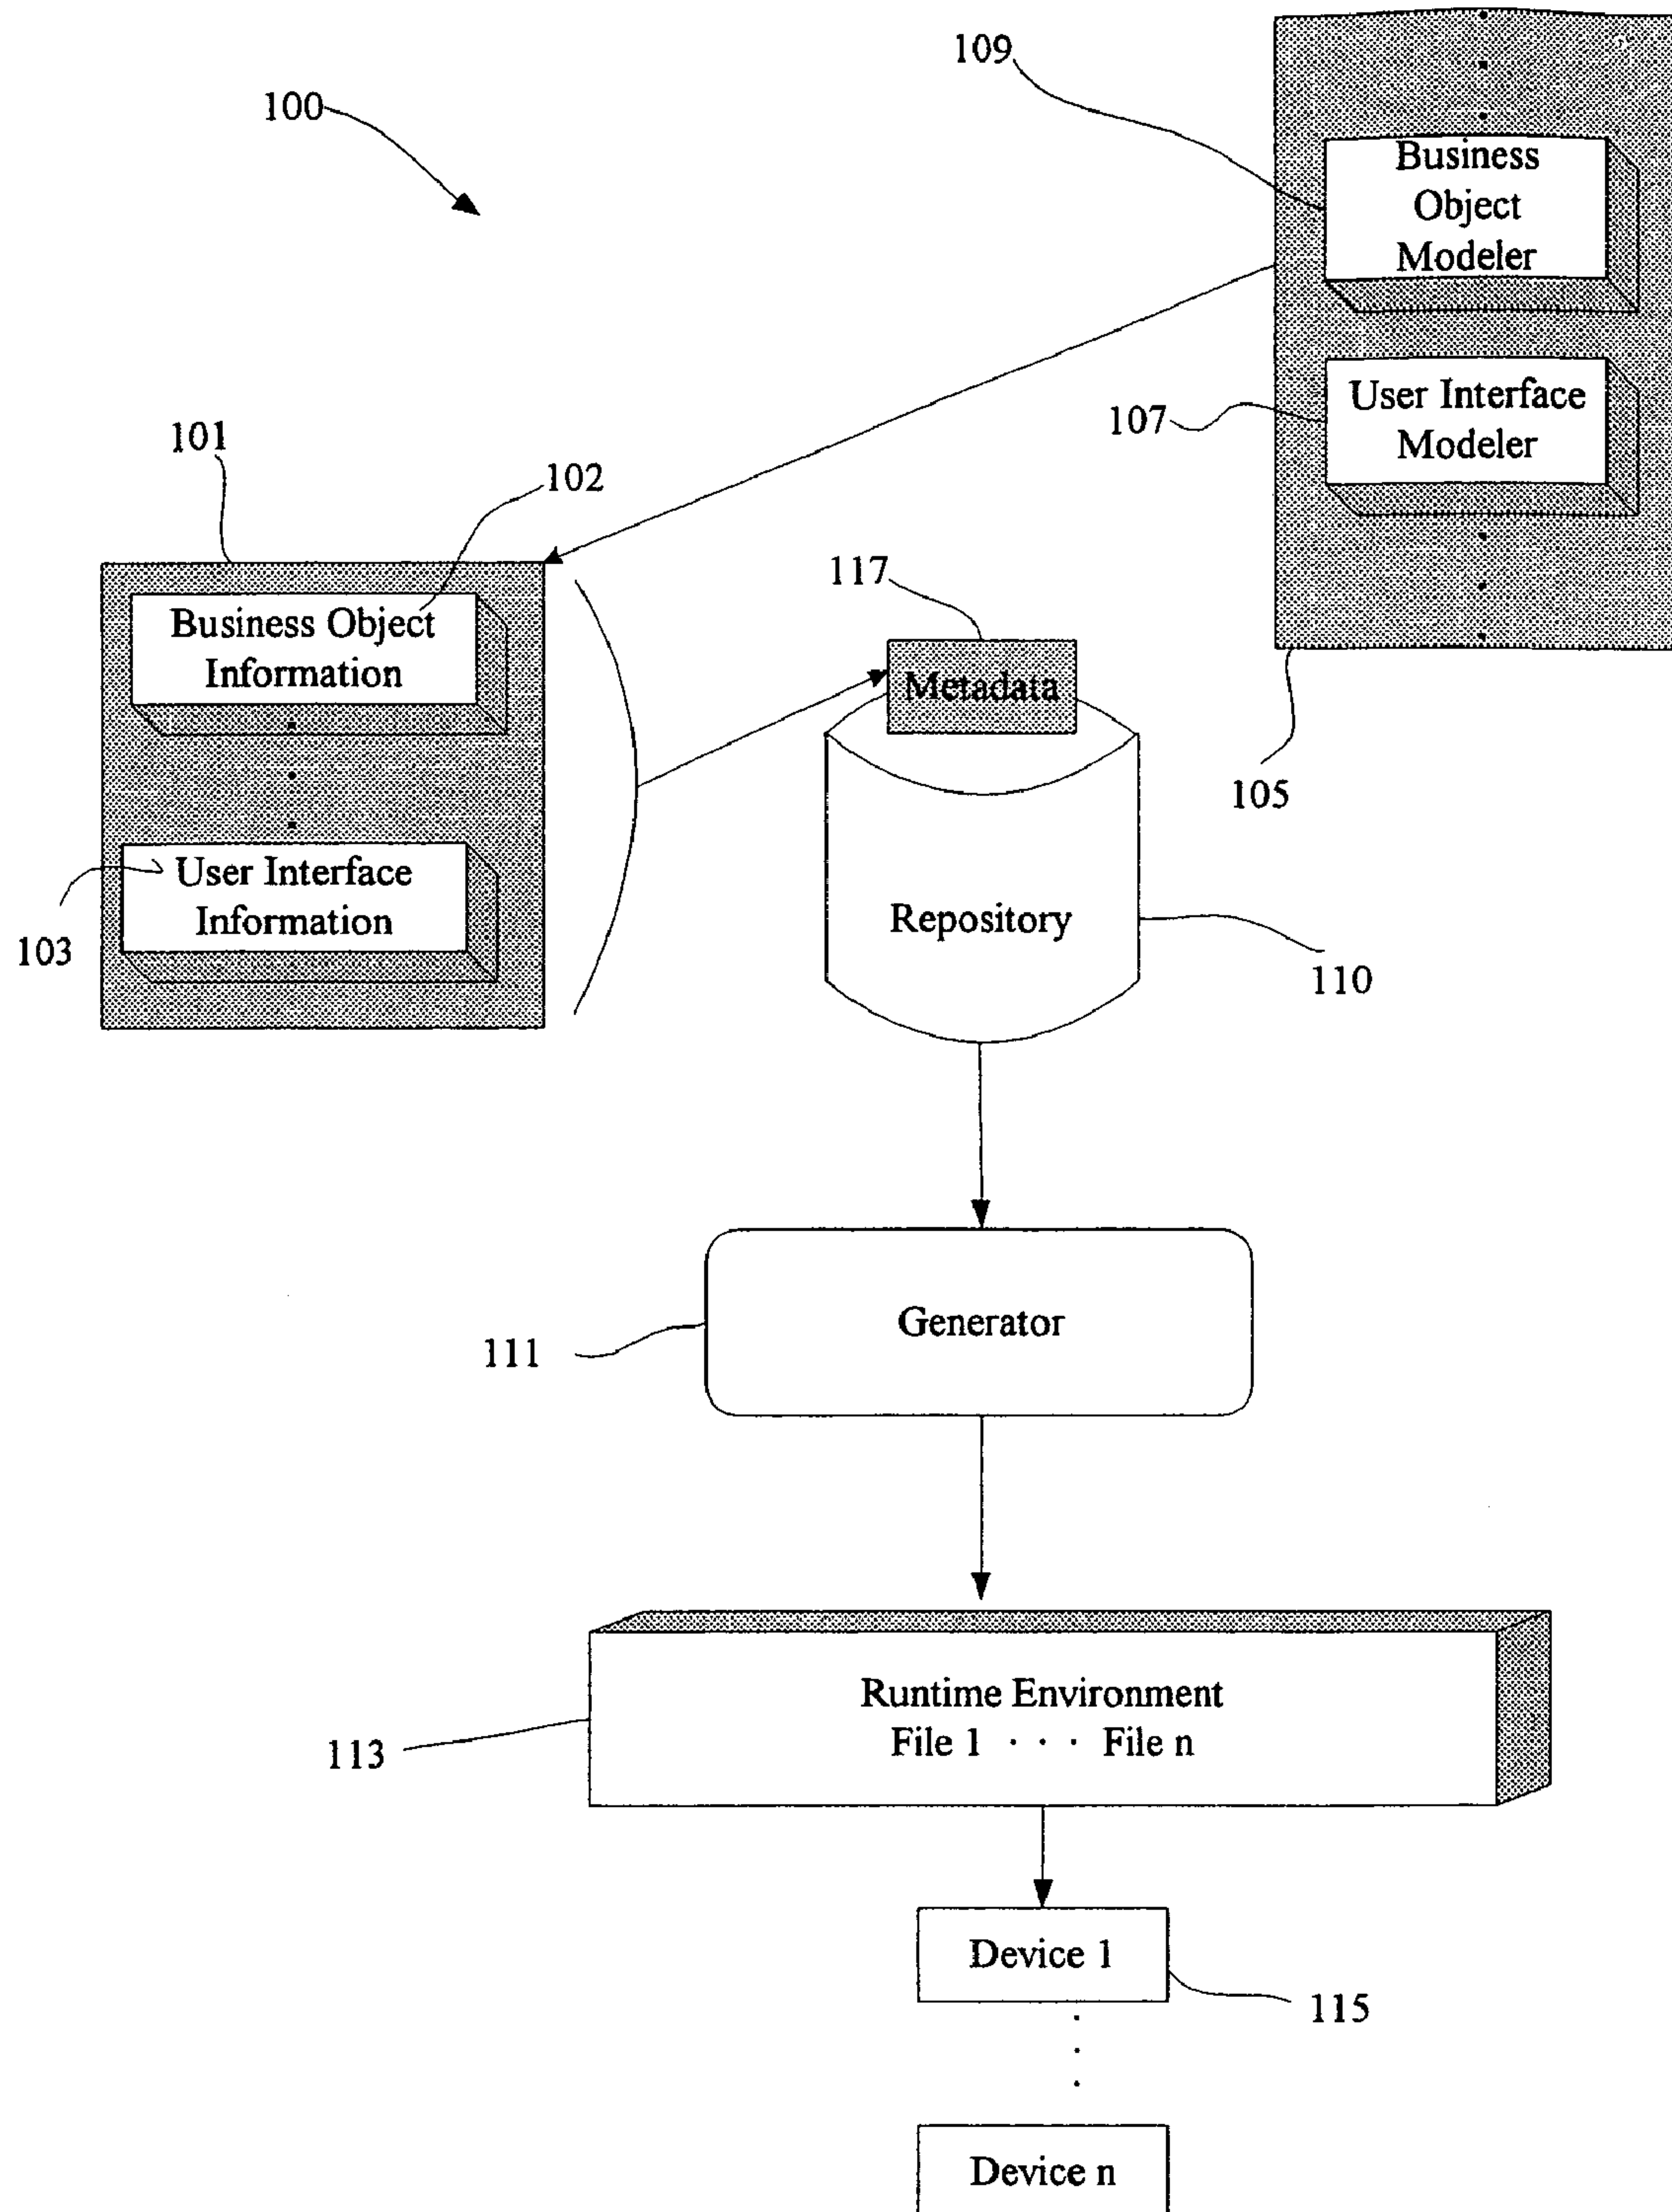 109
100
Business
Object
Modeler
User Interface
Modeler
107
101
102
Business Object
Information
117
Metadata
105
User Interface
Information
103
Repository
110
Generator
111
Runtime Environment
File 1 · · · File n
113
Device 1
115
Device n